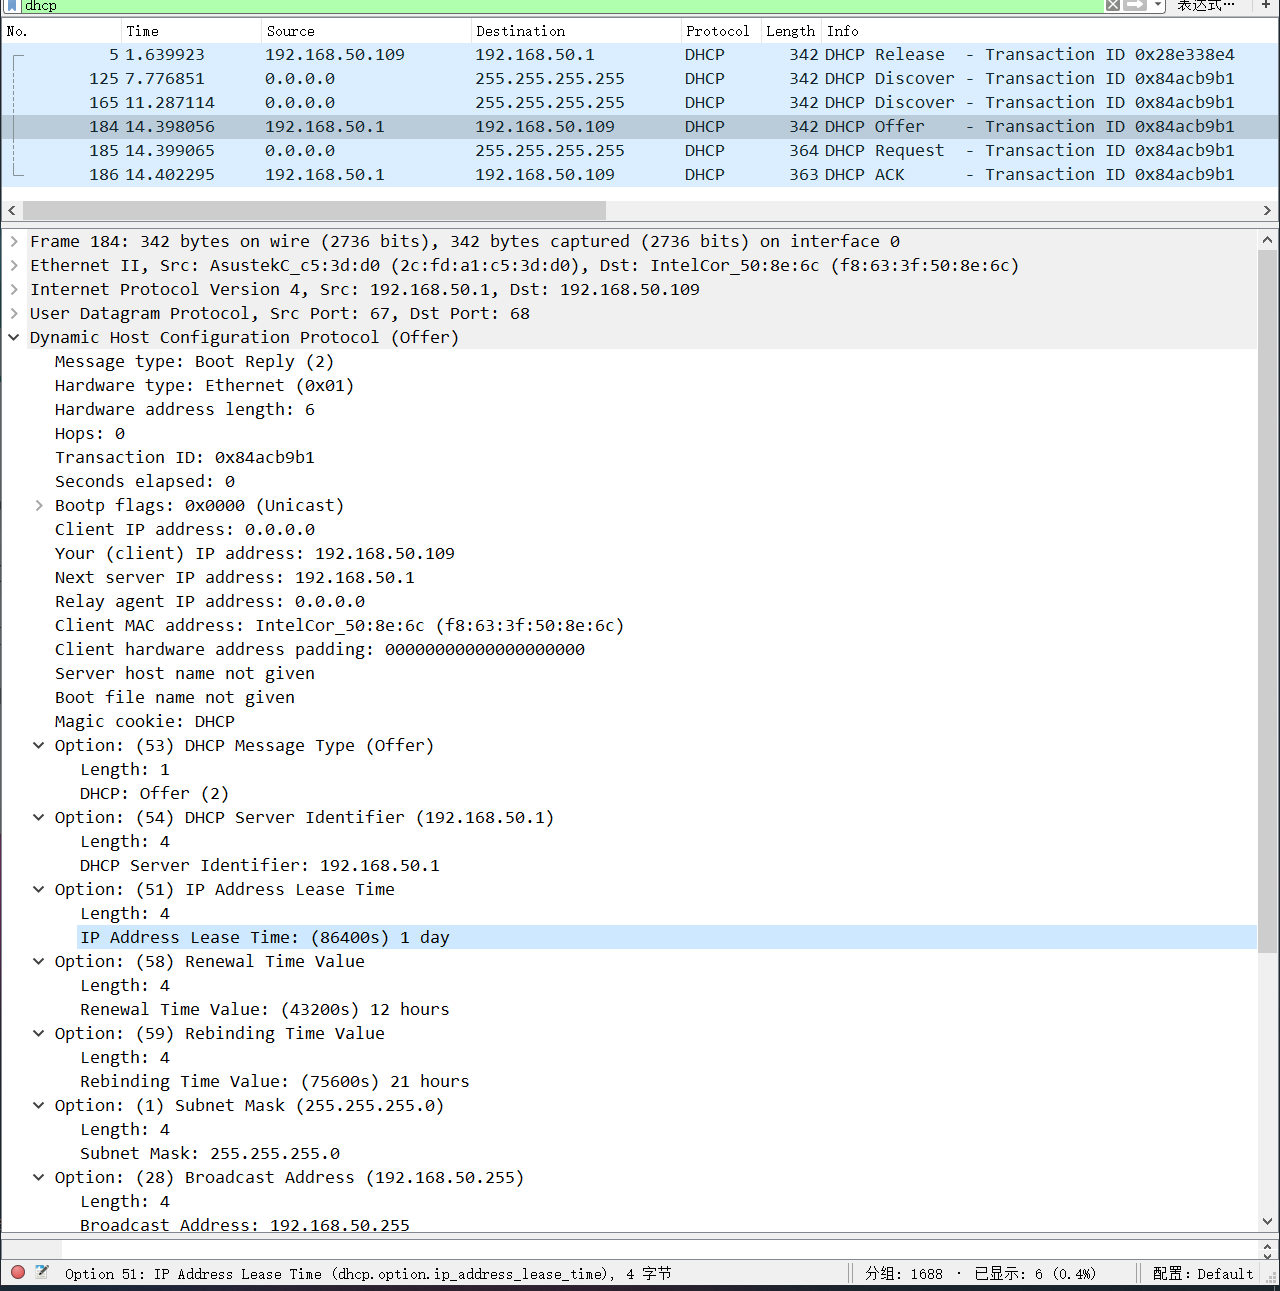 dhcp 表达式… +
No. Time Source Destination Protocol Length Info
5 1.639923 192.168.50.109 192.168.50.1 DHCP 342 DHCP Release - Transaction ID 0x28e338e4
125 7.776851 0.0.0.0 255.255.255.255 DHCP 342 DHCP Discover - Transaction ID 0x84acb9b1
165 11.287114 0.0.0.0 255.255.255.255 DHCP 342 DHCP Discover - Transaction ID 0x84acb9b1
184 14.398056 192.168.50.1 192.168.50.109 DHCP 342 DHCP Offer - Transaction ID 0x84acb9b1
185 14.399065 0.0.0.0 255.255.255.255 DHCP 364 DHCP Request - Transaction ID 0x84acb9b1
186 14.402295 192.168.50.1 192.168.50.109 DHCP 363 DHCP ACK - Transaction ID 0x84acb9b1
Frame 184: 342 bytes on wire (2736 bits), 342 bytes captured (2736 bits) on interface 0
Ethernet II, Src: AsustekC_c5:3d:d0 (2c:fd:a1:c5:3d:d0), Dst: IntelCor_50:8e:6c (f8:63:3f:50:8e:6c)
Internet Protocol Version 4, Src: 192.168.50.1, Dst: 192.168.50.109
User Datagram Protocol, Src Port: 67, Dst Port: 68
Dynamic Host Configuration Protocol (Offer)
Message type: Boot Reply (2)
Hardware type: Ethernet (0x01)
Hardware address length: 6
Hops: 0
Transaction ID: 0x84acb9b1
Seconds elapsed: 0
Bootp flags: 0x0000 (Unicast)
Client IP address: 0.0.0.0
Your (client) IP address: 192.168.50.109
Next server IP address: 192.168.50.1
Relay agent IP address: 0.0.0.0
Client MAC address: IntelCor_50:8e:6c (f8:63:3f:50:8e:6c)
Client hardware address padding: 00000000000000000000
Server host name not given
Boot file name not given
Magic cookie: DHCP
Option: (53) DHCP Message Type (Offer)
Length: 1
DHCP: Offer (2)
Option: (54) DHCP Server Identifier (192.168.50.1)
Length: 4
DHCP Server Identifier: 192.168.50.1
Option: (51) IP Address Lease Time
Length: 4
IP Address Lease Time: (86400s) 1 day
Option: (58) Renewal Time Value
Length: 4
Renewal Time Value: (43200s) 12 hours
Option: (59) Rebinding Time Value
Length: 4
Rebinding Time Value: (75600s) 21 hours
Option: (1) Subnet Mask (255.255.255.0)
Length: 4
Subnet Mask: 255.255.255.0
Option: (28) Broadcast Address (192.168.50.255)
Length: 4
Broadcast Address: 192.168.50.255
Option 51: IP Address Lease Time (dhcp.option.ip_address_lease_time), 4 字节 分组: 1688 · 已显示: 6 (0.4%) 配置: Default